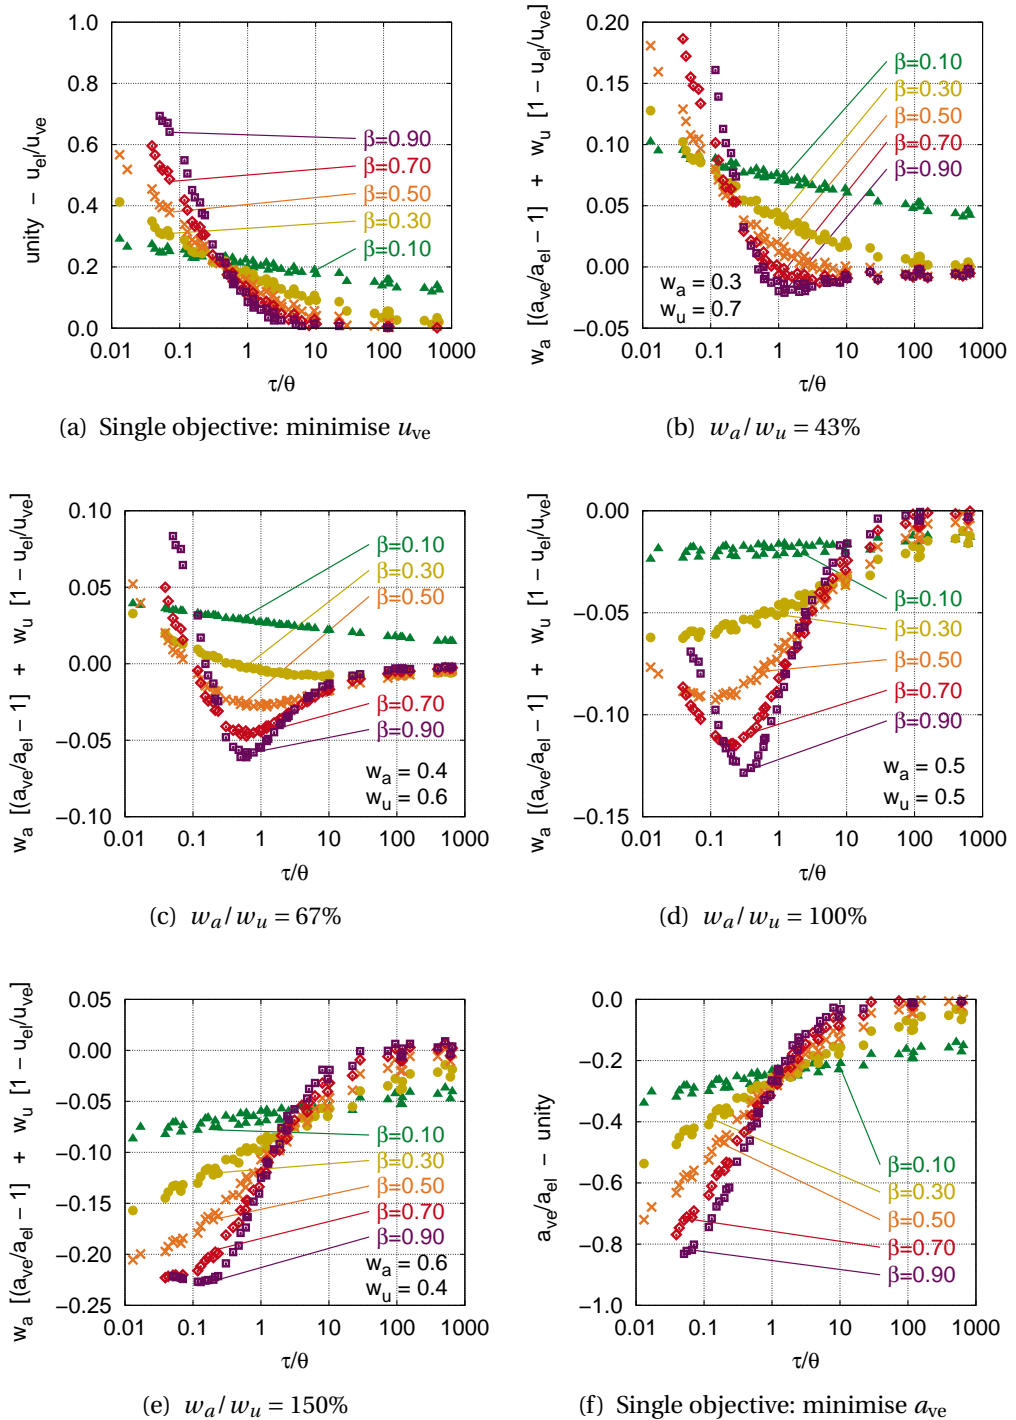 1.0
0.8
0.6
0.4
0.2
0.0
unity − u_el/u_ve
β=0.90
β=0.70
β=0.50
β=0.30
β=0.10
0.01 0.1 1 10 100 1000
τ/θ
(a) Single objective: minimise u_ve
0.20
0.15
0.10
0.05
0.00
−0.05
w_a [(a_ve/a_el − 1] + w_u [1 − u_el/u_ve]
β=0.10
β=0.30
β=0.50
β=0.70
β=0.90
w_a = 0.3
w_u = 0.7
0.01 0.1 1 10 100 1000
τ/θ
(b) w_a/w_u = 43%
0.10
0.05
0.00
−0.05
−0.10
w_a [(a_ve/a_el − 1] + w_u [1 − u_el/u_ve]
β=0.10
β=0.30
β=0.50
β=0.70
β=0.90
w_a = 0.4
w_u = 0.6
0.01 0.1 1 10 100 1000
τ/θ
(c) w_a/w_u = 67%
−0.00
−0.05
−0.10
−0.15
w_a [(a_ve/a_el − 1] + w_u [1 − u_el/u_ve]
β=0.10
β=0.30
β=0.50
β=0.70
β=0.90
w_a = 0.5
w_u = 0.5
0.01 0.1 1 10 100 1000
τ/θ
(d) w_a/w_u = 100%
0.05
0.00
−0.05
−0.10
−0.15
−0.20
−0.25
w_a [(a_ve/a_el − 1] + w_u [1 − u_el/u_ve]
β=0.10
β=0.30
β=0.50
β=0.70
β=0.90
w_a = 0.6
w_u = 0.4
0.01 0.1 1 10 100 1000
τ/θ
(e) w_a/w_u = 150%
0.0
−0.2
−0.4
−0.6
−0.8
−1.0
a_ve/a_el − unity
β=0.10
β=0.30
β=0.50
β=0.70
β=0.90
0.01 0.1 1 10 100 1000
τ/θ
(f) Single objective: minimise a_ve